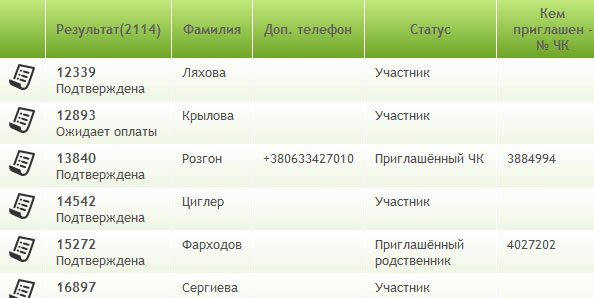 Результат(2114) Фамилия Доп. телефон Статус Кем приглашен - № ЧК
12339 Ляхова Участник
Подтверждена
12893 Крылова Участник
Ожидает оплаты
13840 Розгон +380633427010 Приглашённый ЧК 3884994
Подтверждена
14542 Циглер Участник
Подтверждена
15272 Фарходов Приглашённый 4027202
Подтверждена родственник
16897 Сергиева Участник